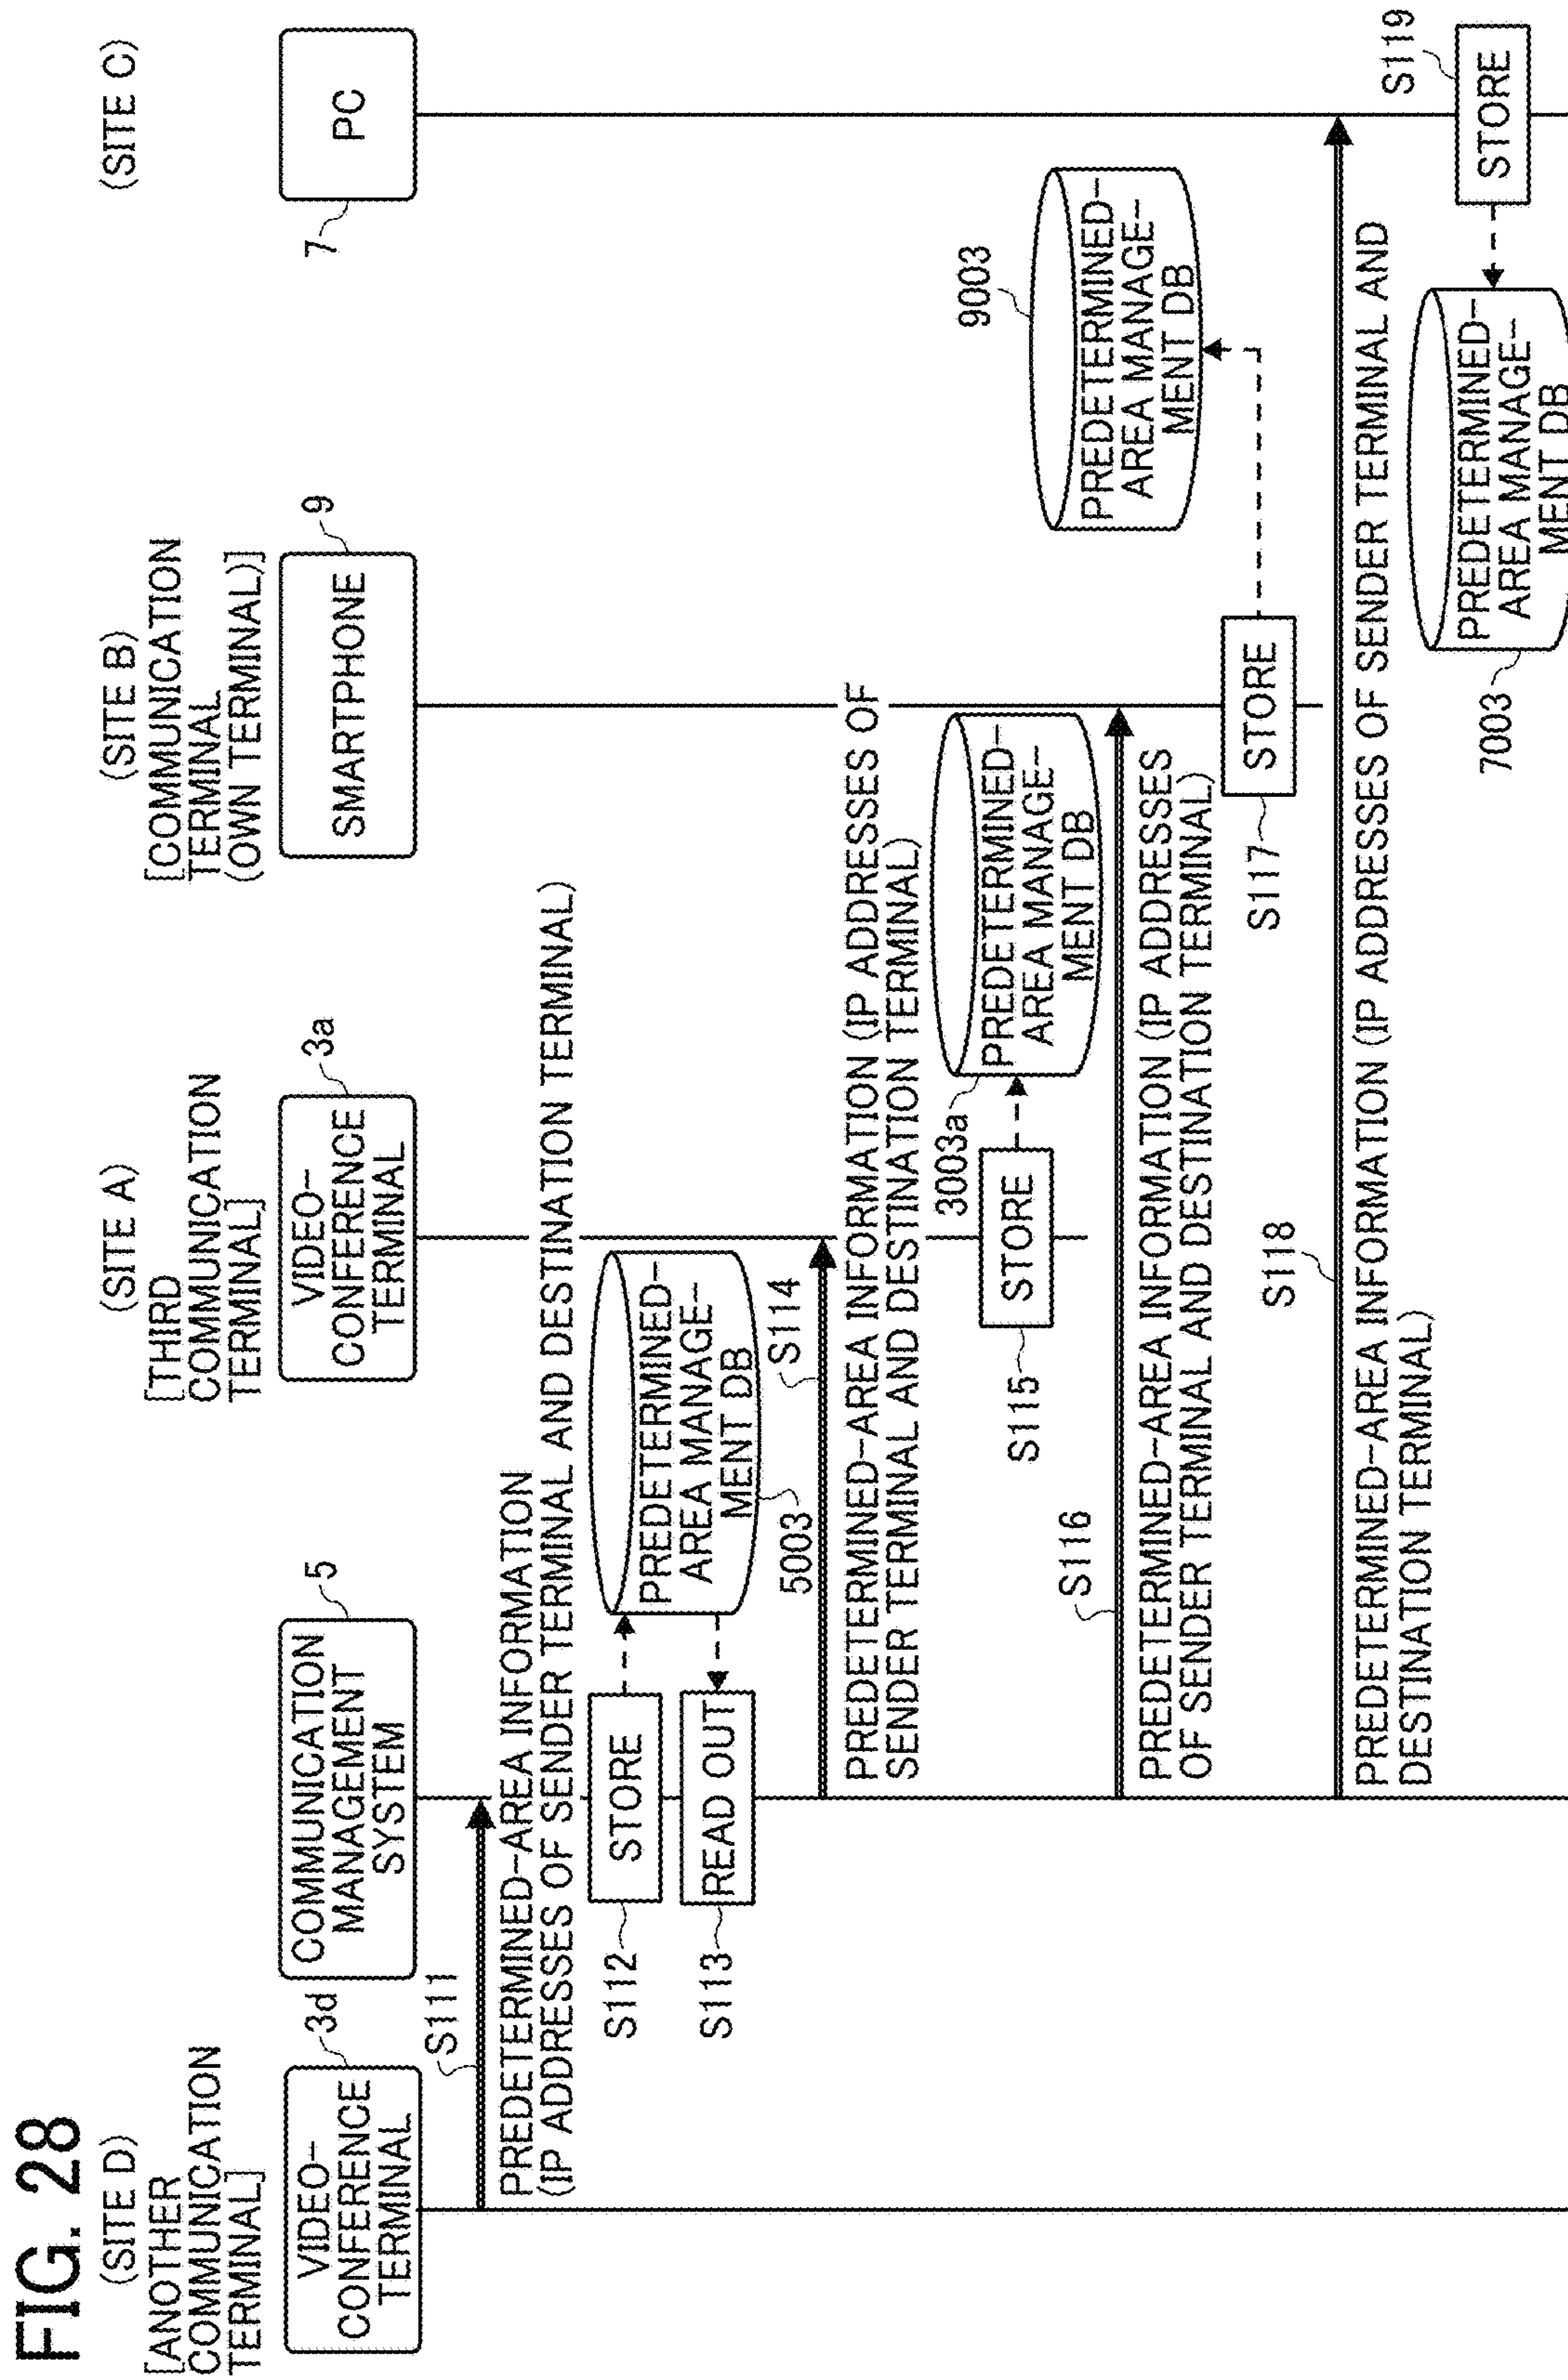 FIG. 28
(SITE D)
[ANOTHER
COMMUNICATION
TERMINAL]
VIDEO-
CONFERENCE
TERMINAL
3d
COMMUNICATION
MANAGEMENT
SYSTEM
5
(SITE A)
[THIRD
COMMUNICATION
TERMINAL]
VIDEO-
CONFERENCE
TERMINAL
3a
(SITE B)
[COMMUNICATION
TERMINAL
(OWN TERMINAL)]
SMARTPHONE
9
(SITE C)
PC
7
S111
PREDETERMINED-AREA INFORMATION
(IP ADDRESSES OF SENDER TERMINAL AND DESTINATION TERMINAL)
S112
STORE
PREDETERMINED-
AREA MANAGE-
MENT DB
5003
S113
READ OUT
S114
PREDETERMINED-AREA INFORMATION (IP ADDRESSES OF
SENDER TERMINAL AND DESTINATION TERMINAL)
S115
STORE
3003a
PREDETERMINED-
AREA MANAGE-
MENT DB
S116
PREDETERMINED-AREA INFORMATION (IP ADDRESSES
OF SENDER TERMINAL AND DESTINATION TERMINAL)
S117
STORE
9003
PREDETERMINED-
AREA MANAGE-
MENT DB
S118
PREDETERMINED-AREA INFORMATION (IP ADDRESSES OF SENDER TERMINAL AND
DESTINATION TERMINAL)
S119
STORE
7003
PREDETERMINED-
AREA MANAGE-
MENT DB